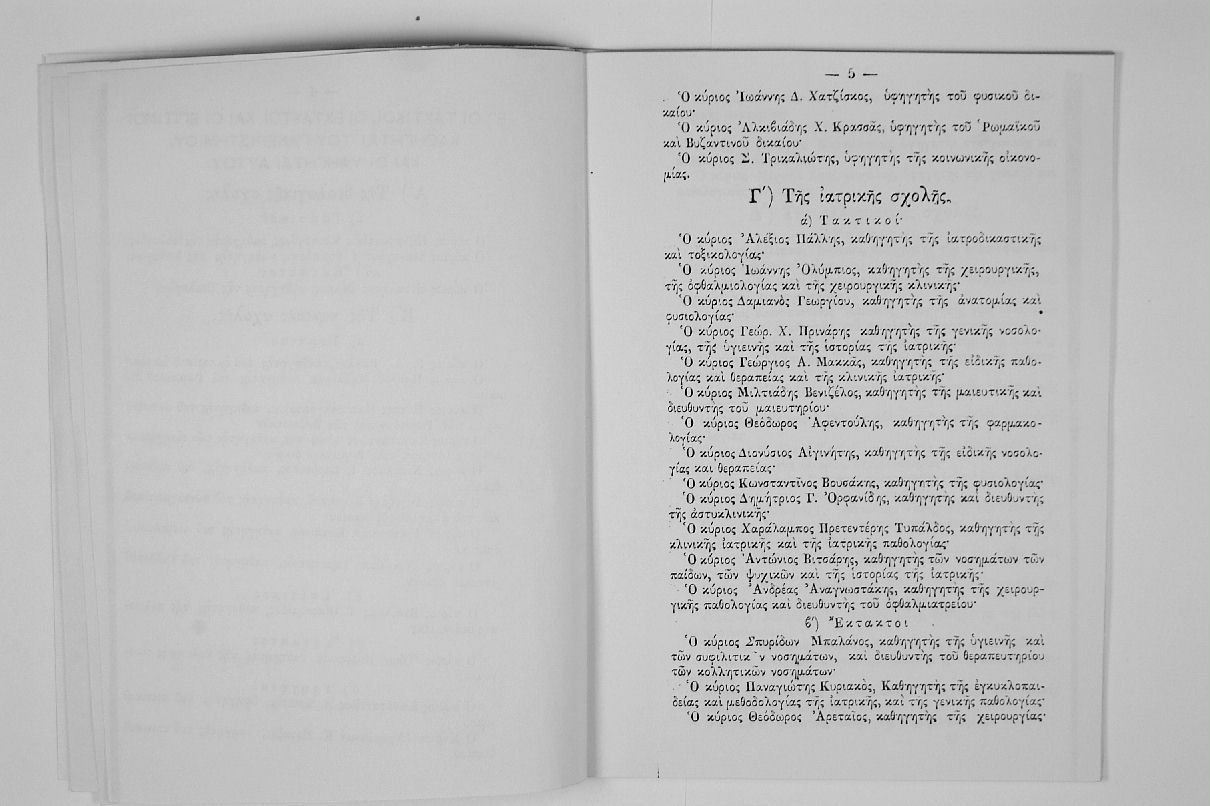 — 5 —
Ὁ κύριος Ἰωάννης Δ. Χατζίσκος, ὑφηγητὴς τοῦ φυσικοῦ δι-
καίου·
Ὁ κύριος Ἀλκιβιάδης Χ. Κρασσᾶς, ὑφηγητὴς τοῦ Ῥωμαϊκοῦ
καὶ Βυζαντινοῦ δικαίου·
Ὁ κύριος Σ. Τρικαλιώτης, ὑφηγητὴς τῆς κοινωνικῆς οἰκονο-
μίας.
Γ΄) Τῆς ἰατρικῆς σχολῆς.
ά) Τακτικοί·
Ὁ κύριος Ἀλέξιος Πάλλης, καθηγητὴς τῆς ἰατροδικαστικῆς
καὶ τοξικολογίας·
Ὁ κύριος Ἰωάννης Ὀλύμπιος, καθηγητὴς τῆς χειρουργικῆς,
τῆς ὀφθαλμιολογίας καὶ τῆς χειρουργικῆς κλινικῆς·
Ὁ κύριος Δαμιανὸς Γεωργίου, καθηγητὴς τῆς ἀνατομίας καὶ
φυσιολογίας·
Ὁ κύριος Γεώρ. Χ. Πρινάρης καθηγητὴς τῆς γενικῆς νοσολο-
γίας, τῆς ὑγιεινῆς καὶ τῆς ἱστορίας τῆς ἰατρικῆς·
Ὁ κύριος Γεώργιος Α. Μακκᾶς, καθηγητὴς τῆς εἰδικῆς παθο-
λογίας καὶ θεραπείας καὶ τῆς κλινικῆς ἰατρικῆς·
Ὁ κύριος Μιλτιάδης Βενιζέλος, καθηγητὴς τῆς μαιευτικῆς καὶ
διευθυντὴς τοῦ μαιευτηρίου·
Ὁ κύριος Θεόδωρος Ἀφεντούλης, καθηγητὴς τῆς φαρμακο-
λογίας·
Ὁ κύριος Διονύσιος Αἰγινήτης, καθηγητὴς τῆς εἰδικῆς νοσολο-
γίας και θεραπείας·
Ὁ κύριος Κωνσταντῖνος Βουσάκης, καθηγητὴς τῆς φυσιολογίας·
Ὁ κύριος Δημήτριος Γ. Ὀρφανίδης, καθηγητὴς καὶ διευθυντὴς
τῆς ἀστυκλινικῆς·
Ὁ κύριος Χαράλαμπος Πρετεντέρης Τυπάλδος, καθηγητὴς τῆς
κλινικῆς ἰατρικῆς καὶ τῆς ἰατρικῆς παθολογίας·
Ὁ κύριος Ἀντώνιος Βιτσάρης, καθηγητὴς τῶν νοσημάτων τῶν
παίδων, τῶν ψυχικῶν καὶ τῆς ἱστορίας τῆς ἰατρικῆς·
Ὁ κύριος Ἀνδρέας Ἀναγνωστάκης, καθηγητὴς τῆς χειρουρ-
γικῆς παθολογίας καὶ διευθυντὴς τοῦ ὀφθαλμιατρείου·
β΄) Ἔκτακτοι
Ὁ κύριος Σπυρίδων Μπαλάνος, καθηγητὴς τῆς ὑγιεινῆς καὶ
τῶν συφιλιτικ῀ν νοσημάτων, καὶ διευθυντὴς τοῦ θεραπευτηρίου
τῶν κολλητικῶν νοσημάτων·
Ὁ κύριος Παναγιώτης Κυριακὸς, Καθηγητὴς τῆς ἐγκυκλοπαι-
δείας καὶ μεθοδολογίας τῆς ἰατρικῆς, καὶ τῆς γενικῆς παθολογίας·
Ὁ κύριος Θεόδωρος Ἀρεταῖος, καθηγητὴς τῆς χειρουργίας·